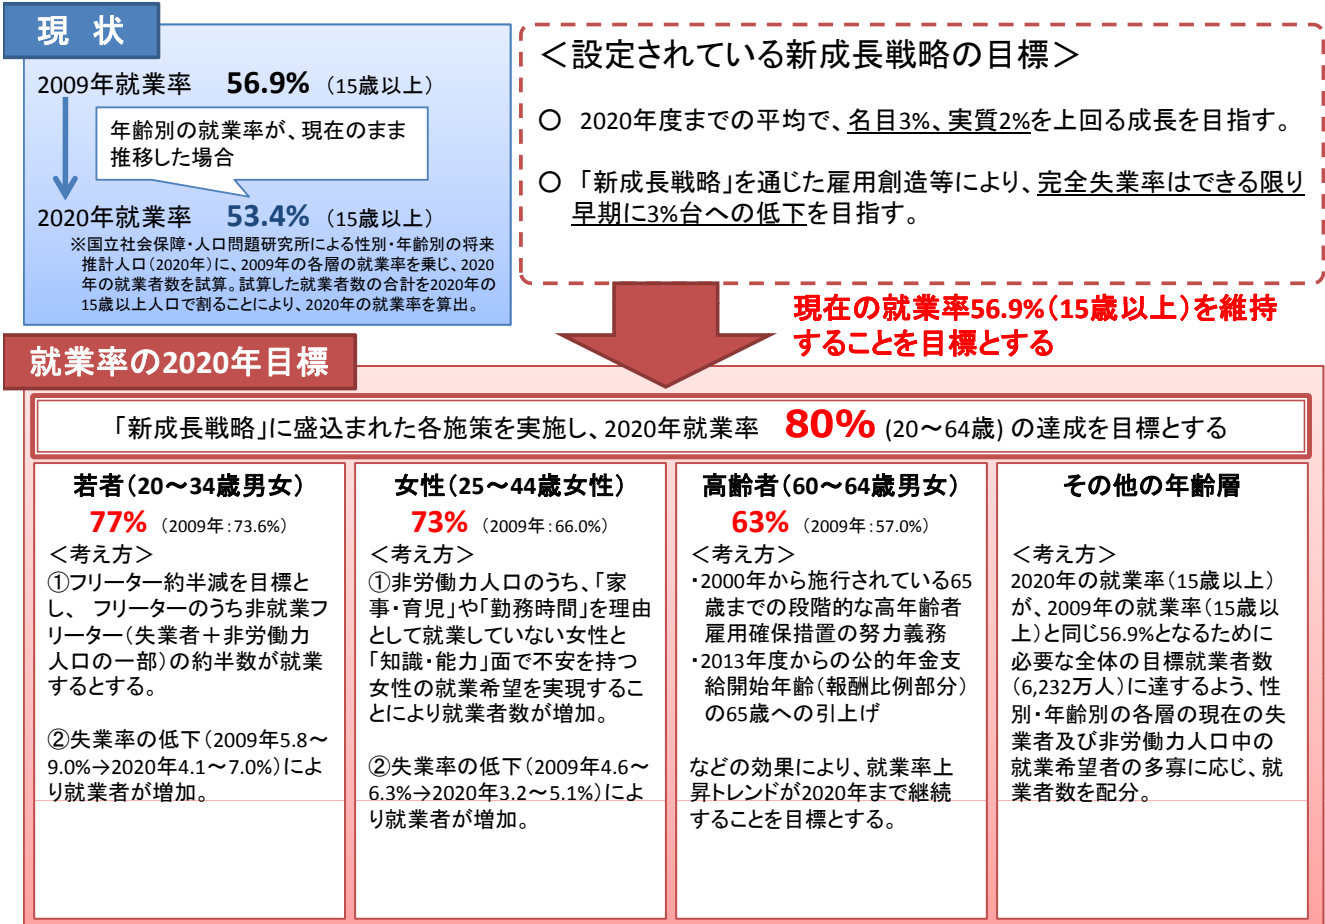 現 状
2009年就業率 56.9% (15歳以上)
年齢別の就業率が、現在のまま
推移した場合
2020年就業率 53.4% (15歳以上)
※国立社会保障・人口問題研究所による性別・年齢別の将来
推計人口(2020年)に、2009年の各層の就業率を乗じ、2020
年の就業者数を試算。試算した就業者数の合計を2020年の
15歳以上人口で割ることにより、2020年の就業率を算出。
＜設定されている新成長戦略の目標＞
○ 2020年度までの平均で、名目3%、実質2%を上回る成長を目指す。
○ 「新成長戦略」を通じた雇用創造等により、完全失業率はできる限り
早期に3%台への低下を目指す。
現在の就業率56.9%(15歳以上)を維持
することを目標とする
就業率の2020年目標
「新成長戦略」に盛込まれた各施策を実施し、2020年就業率 80% (20～64歳) の達成を目標とする
若者(20～34歳男女)
77% (2009年:73.6%)
＜考え方＞
①フリーター約半減を目標と
し、 フリーターのうち非就業フ
リーター(失業者＋非労働力
人口の一部)の約半数が就業
するとする。
②失業率の低下(2009年5.8～
9.0%→2020年4.1～7.0%)によ
り就業者が増加。
女性(25～44歳女性)
73% (2009年:66.0%)
＜考え方＞
①非労働力人口のうち、「家
事・育児」や「勤務時間」を理由
として就業していない女性と
「知識・能力」面で不安を持つ
女性の就業希望を実現するこ
とにより就業者数が増加。
②失業率の低下(2009年4.6～
6.3%→2020年3.2～5.1%)によ
り就業者が増加。
高齢者(60～64歳男女)
63% (2009年:57.0%)
＜考え方＞
・2000年から施行されている65
歳までの段階的な高年齢者
雇用確保措置の努力義務
・2013年度からの公的年金支
給開始年齢(報酬比例部分)
の65歳への引上げ
などの効果により、就業率上
昇トレンドが2020年まで継続
することを目標とする。
その他の年齢層
＜考え方＞
2020年の就業率(15歳以上)
が、2009年の就業率(15歳以
上)と同じ56.9%となるために
必要な全体の目標就業者数
(6,232万人)に達するよう、性
別・年齢別の各層の現在の失
業者及び非労働力人口中の
就業希望者の多寡に応じ、就
業者数を配分。